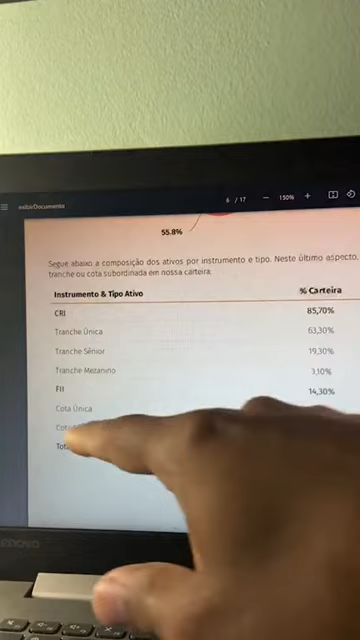 exibirDocumento
6 / 17 — 150% +
55.8%
Segue abaixo a composição dos ativos por instrumento e tipo. Neste último aspecto,
tranche ou cota subordinada em nossa carteira.
Instrumento & Tipo Ativo % Carteira
CRI 85,70%
Tranche Única 63,30%
Tranche Sênior 19,30%
Tranche Mezanino 3,10%
FII 14,30%
Cota Única
lenovo